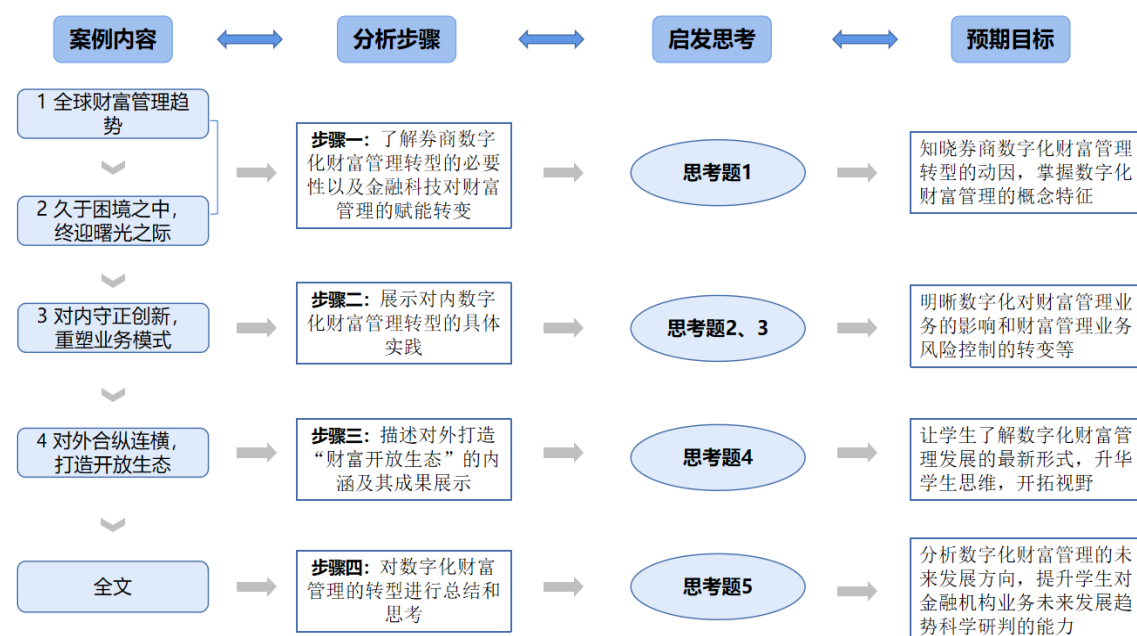 案例内容
分析步骤
启发思考
预期目标
1 全球财富管理趋
势
2 久于困境之中，
终迎曙光之际
步骤一：了解券商数字
化财富管理转型的必要
性以及金融科技对财富
管理的赋能转变
思考题1
知晓券商数字化财富管理
转型的动因，掌握数字化
财富管理的概念特征
3 对内守正创新，
重塑业务模式
步骤二：展示对内数字
化财富管理转型的具体
实践
思考题2、3
明晰数字化对财富管理业
务的影响和财富管理业务
风险控制的转变等
4 对外合纵连横，
打造开放生态
步骤三：描述对外打造
“财富开放生态”的内
涵及其成果展示
思考题4
让学生了解数字化财富管
理发展的最新形式，升华
学生思维，开拓视野
全文
步骤四：对数字化财富
管理的转型进行总结和
思考
思考题5
分析数字化财富管理的未
来发展方向，提升学生对
金融机构业务未来发展趋
势科学研判的能力